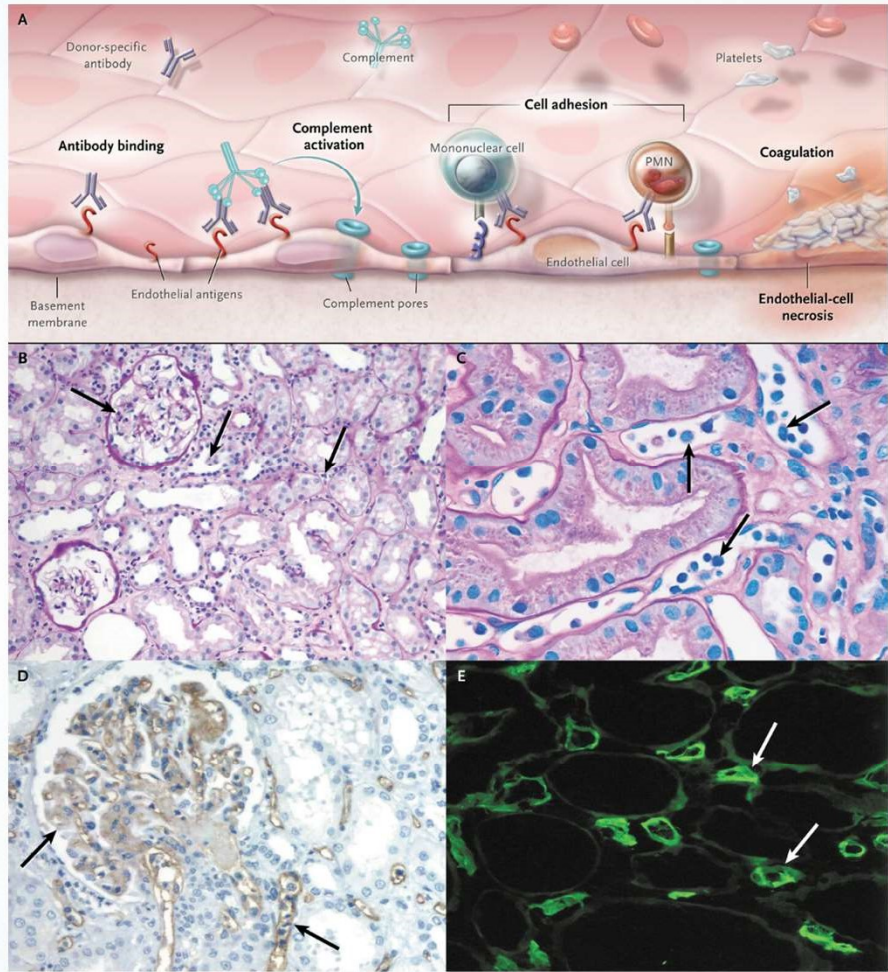 A
Donor-specific
antibody
Complement
Platelets
Cell adhesion
Antibody binding
Complement
activation
Mononuclear cell
PMN
Coagulation
Endothelial antigens
Complement pores
Endothelial cell
Basement
membrane
Endothelial-cell
necrosis
B
C
D
E